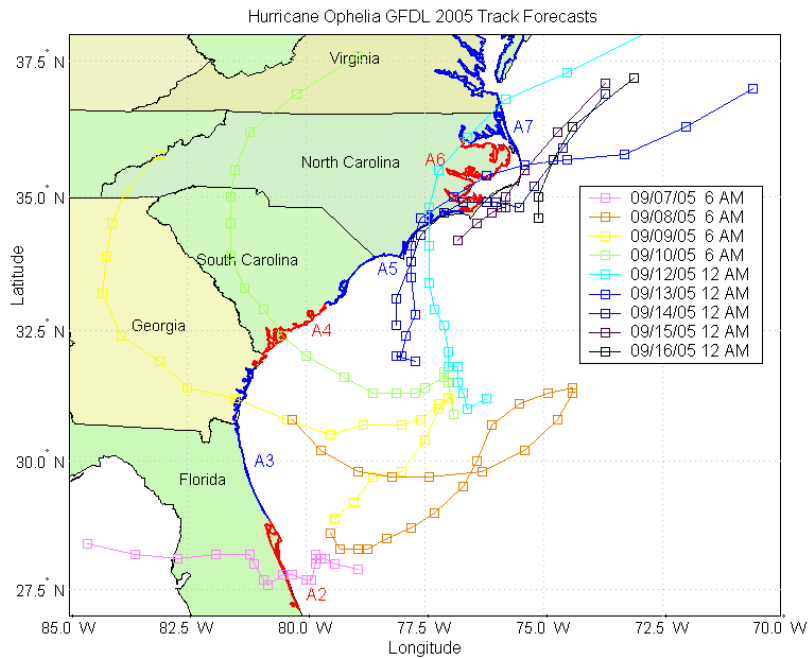 Hurricane Ophelia GFDL 2005 Track Forecasts
37.5° N
35.0° N
32.5° N
30.0° N
27.5° N
Latitude
Virginia
A7
North Carolina
A6
South Carolina
A5
Georgia
A4
A3
Florida
A2
09/07/05 6 AM
09/08/05 6 AM
09/09/05 6 AM
09/10/05 6 AM
09/12/05 12 AM
09/13/05 12 AM
09/14/05 12 AM
09/15/05 12 AM
09/16/05 12 AM
85.0° W
82.5° W
80.0° W
77.5° W
75.0° W
72.5° W
70.0° W
Longitude